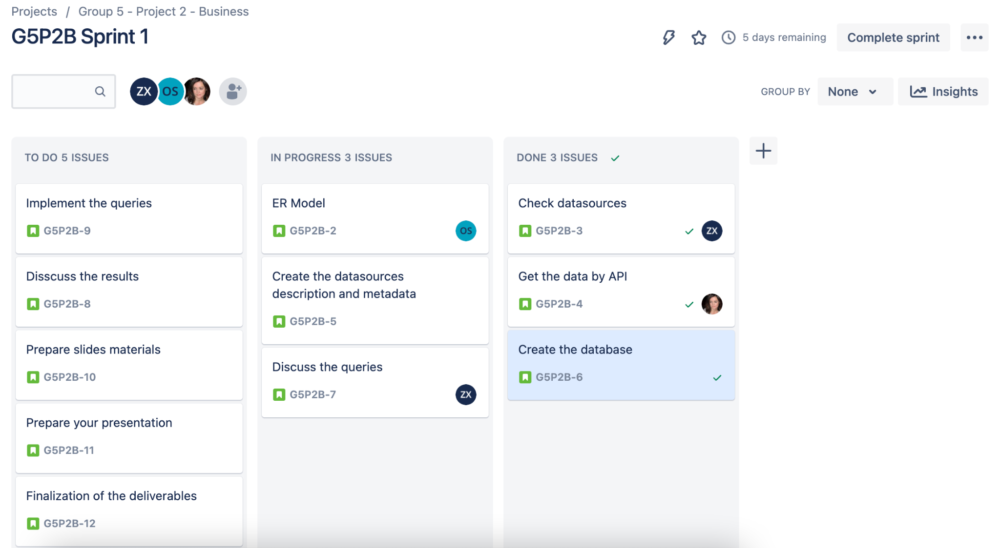 Projects / Group 5 - Project 2 - Business
G5P2B Sprint 1
5 days remaining
Complete sprint
ZX
OS
GROUP BY
None
Insights
TO DO 5 ISSUES
Implement the queries
G5P2B-9
Disscuss the results
G5P2B-8
Prepare slides materials
G5P2B-10
Prepare your presentation
G5P2B-11
Finalization of the deliverables
G5P2B-12
IN PROGRESS 3 ISSUES
ER Model
G5P2B-2
OS
Create the datasources
description and metadata
G5P2B-5
Discuss the queries
G5P2B-7
ZX
DONE 3 ISSUES
Check datasources
G5P2B-3
ZX
Get the data by API
G5P2B-4
Create the database
G5P2B-6